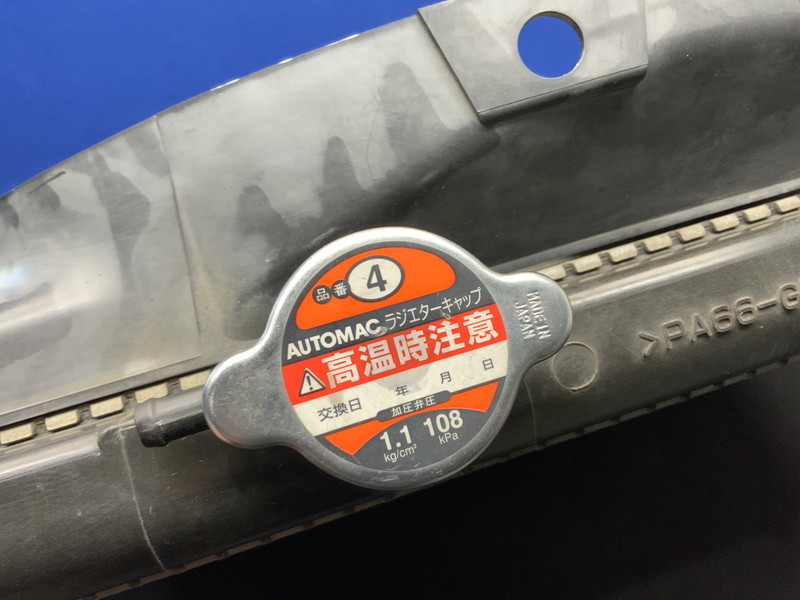 品番 4
AUTOMAC ラジエターキャップ
高温時注意
交換日 年 月 日
加圧弁圧
1.1 108
kg/cm² kPa
MADE IN
JAPAN
>PA66-G